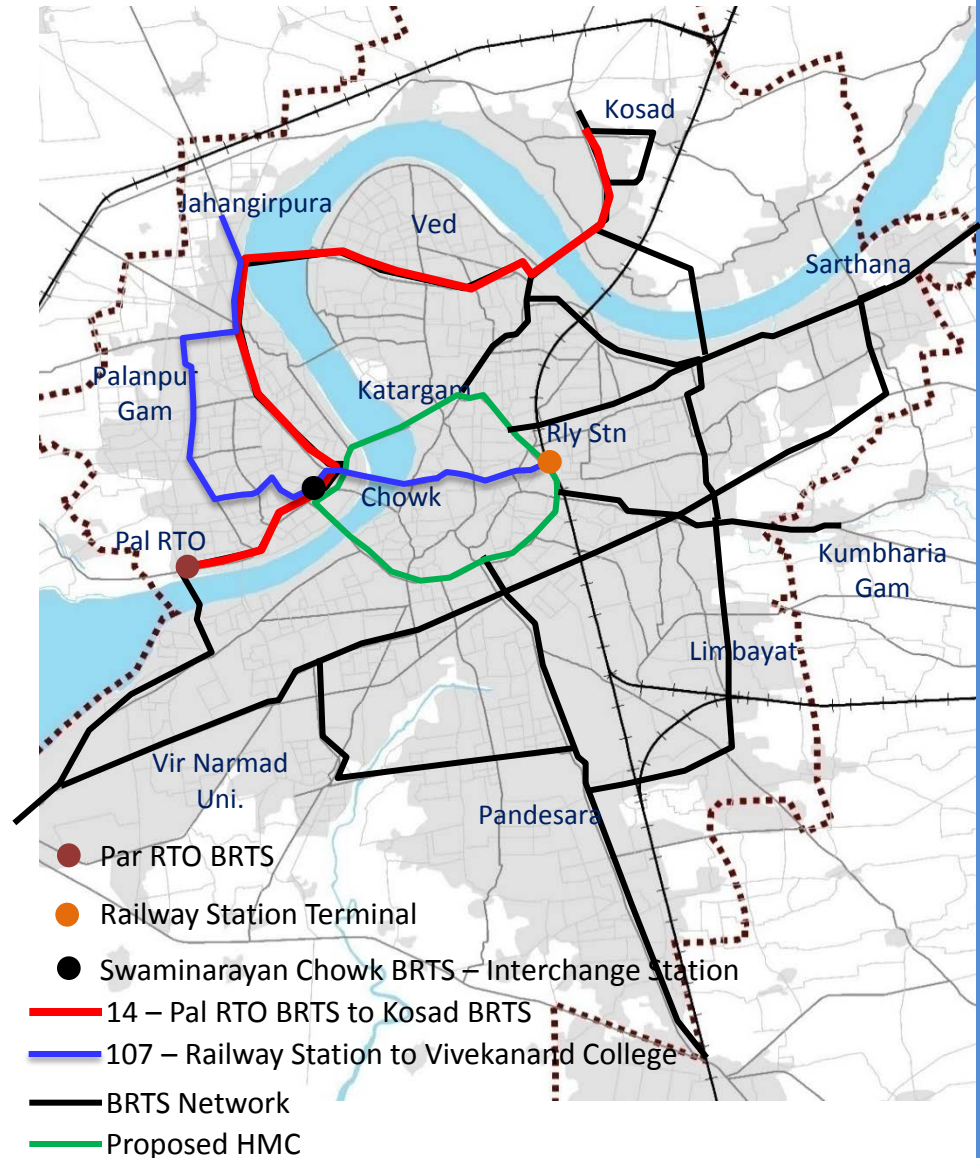 Kosad
Jahangirpura
Ved
Sarthana
Palanpur
Gam
Katargam
Rly Stn
Chowk
Pal RTO
Kumbharia
Gam
Limbayat
Vir Narmad
Uni.
Pandesara
Par RTO BRTS
Railway Station Terminal
Swaminarayan Chowk BRTS – Interchange Station
14 – Pal RTO BRTS to Kosad BRTS
107 – Railway Station to Vivekanand College
BRTS Network
Proposed HMC